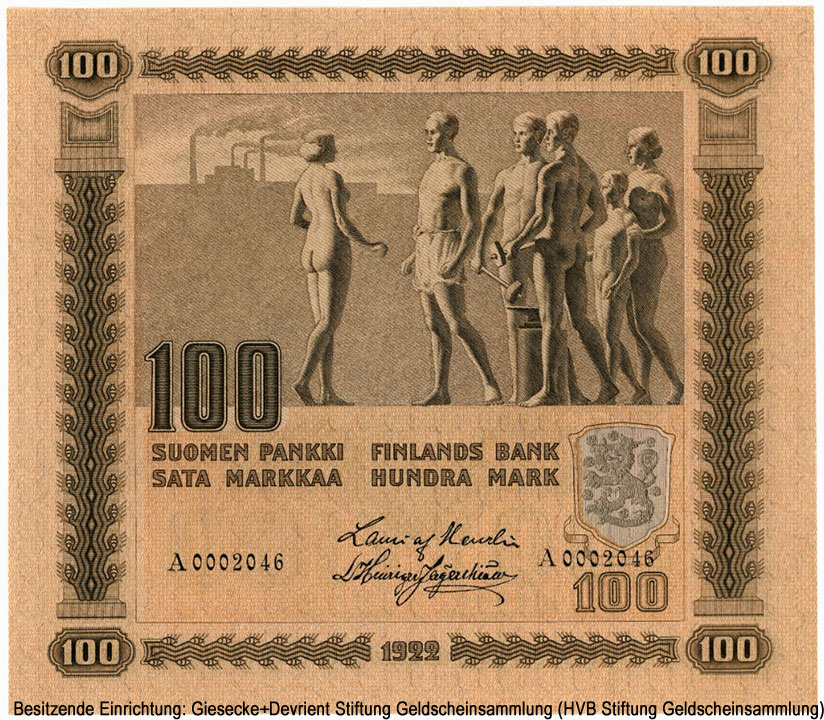 100 100
100
SUOMEN PANKKI FINLANDS BANK
SATA MARKKAA HUNDRA MARK
A0002046 A0002046
100
100 1922 100
Besitzende Einrichtung: Giesecke+Devrient Stiftung Geldscheinsammlung (HVB Stiftung Geldscheinsammlung)